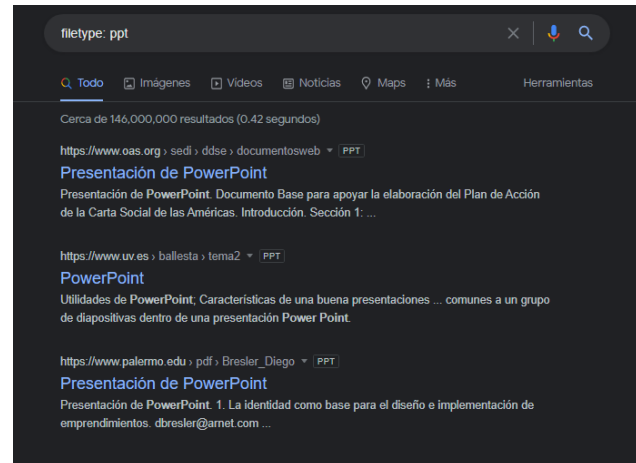 filetype: ppt
Todo Imágenes Vídeos Noticias Maps Más Herramientas
Cerca de 146,000,000 resultados (0.42 segundos)
https://www.oas.org › sedi › ddse › documentosweb PPT
Presentación de PowerPoint
Presentación de PowerPoint. Documento Base para apoyar la elaboración del Plan de Acción
de la Carta Social de las Américas. Introducción. Sección 1: ...
https://www.uv.es › ballesta › tema2 PPT
PowerPoint
Utilidades de PowerPoint; Características de una buena presentaciones ... comunes a un grupo
de diapositivas dentro de una presentación Power Point.
https://www.palermo.edu › pdf › Bresler_Diego PPT
Presentación de PowerPoint
Presentación de PowerPoint. 1. La identidad como base para el diseño e implementación de
emprendimientos. dbresler@arnet.com ...